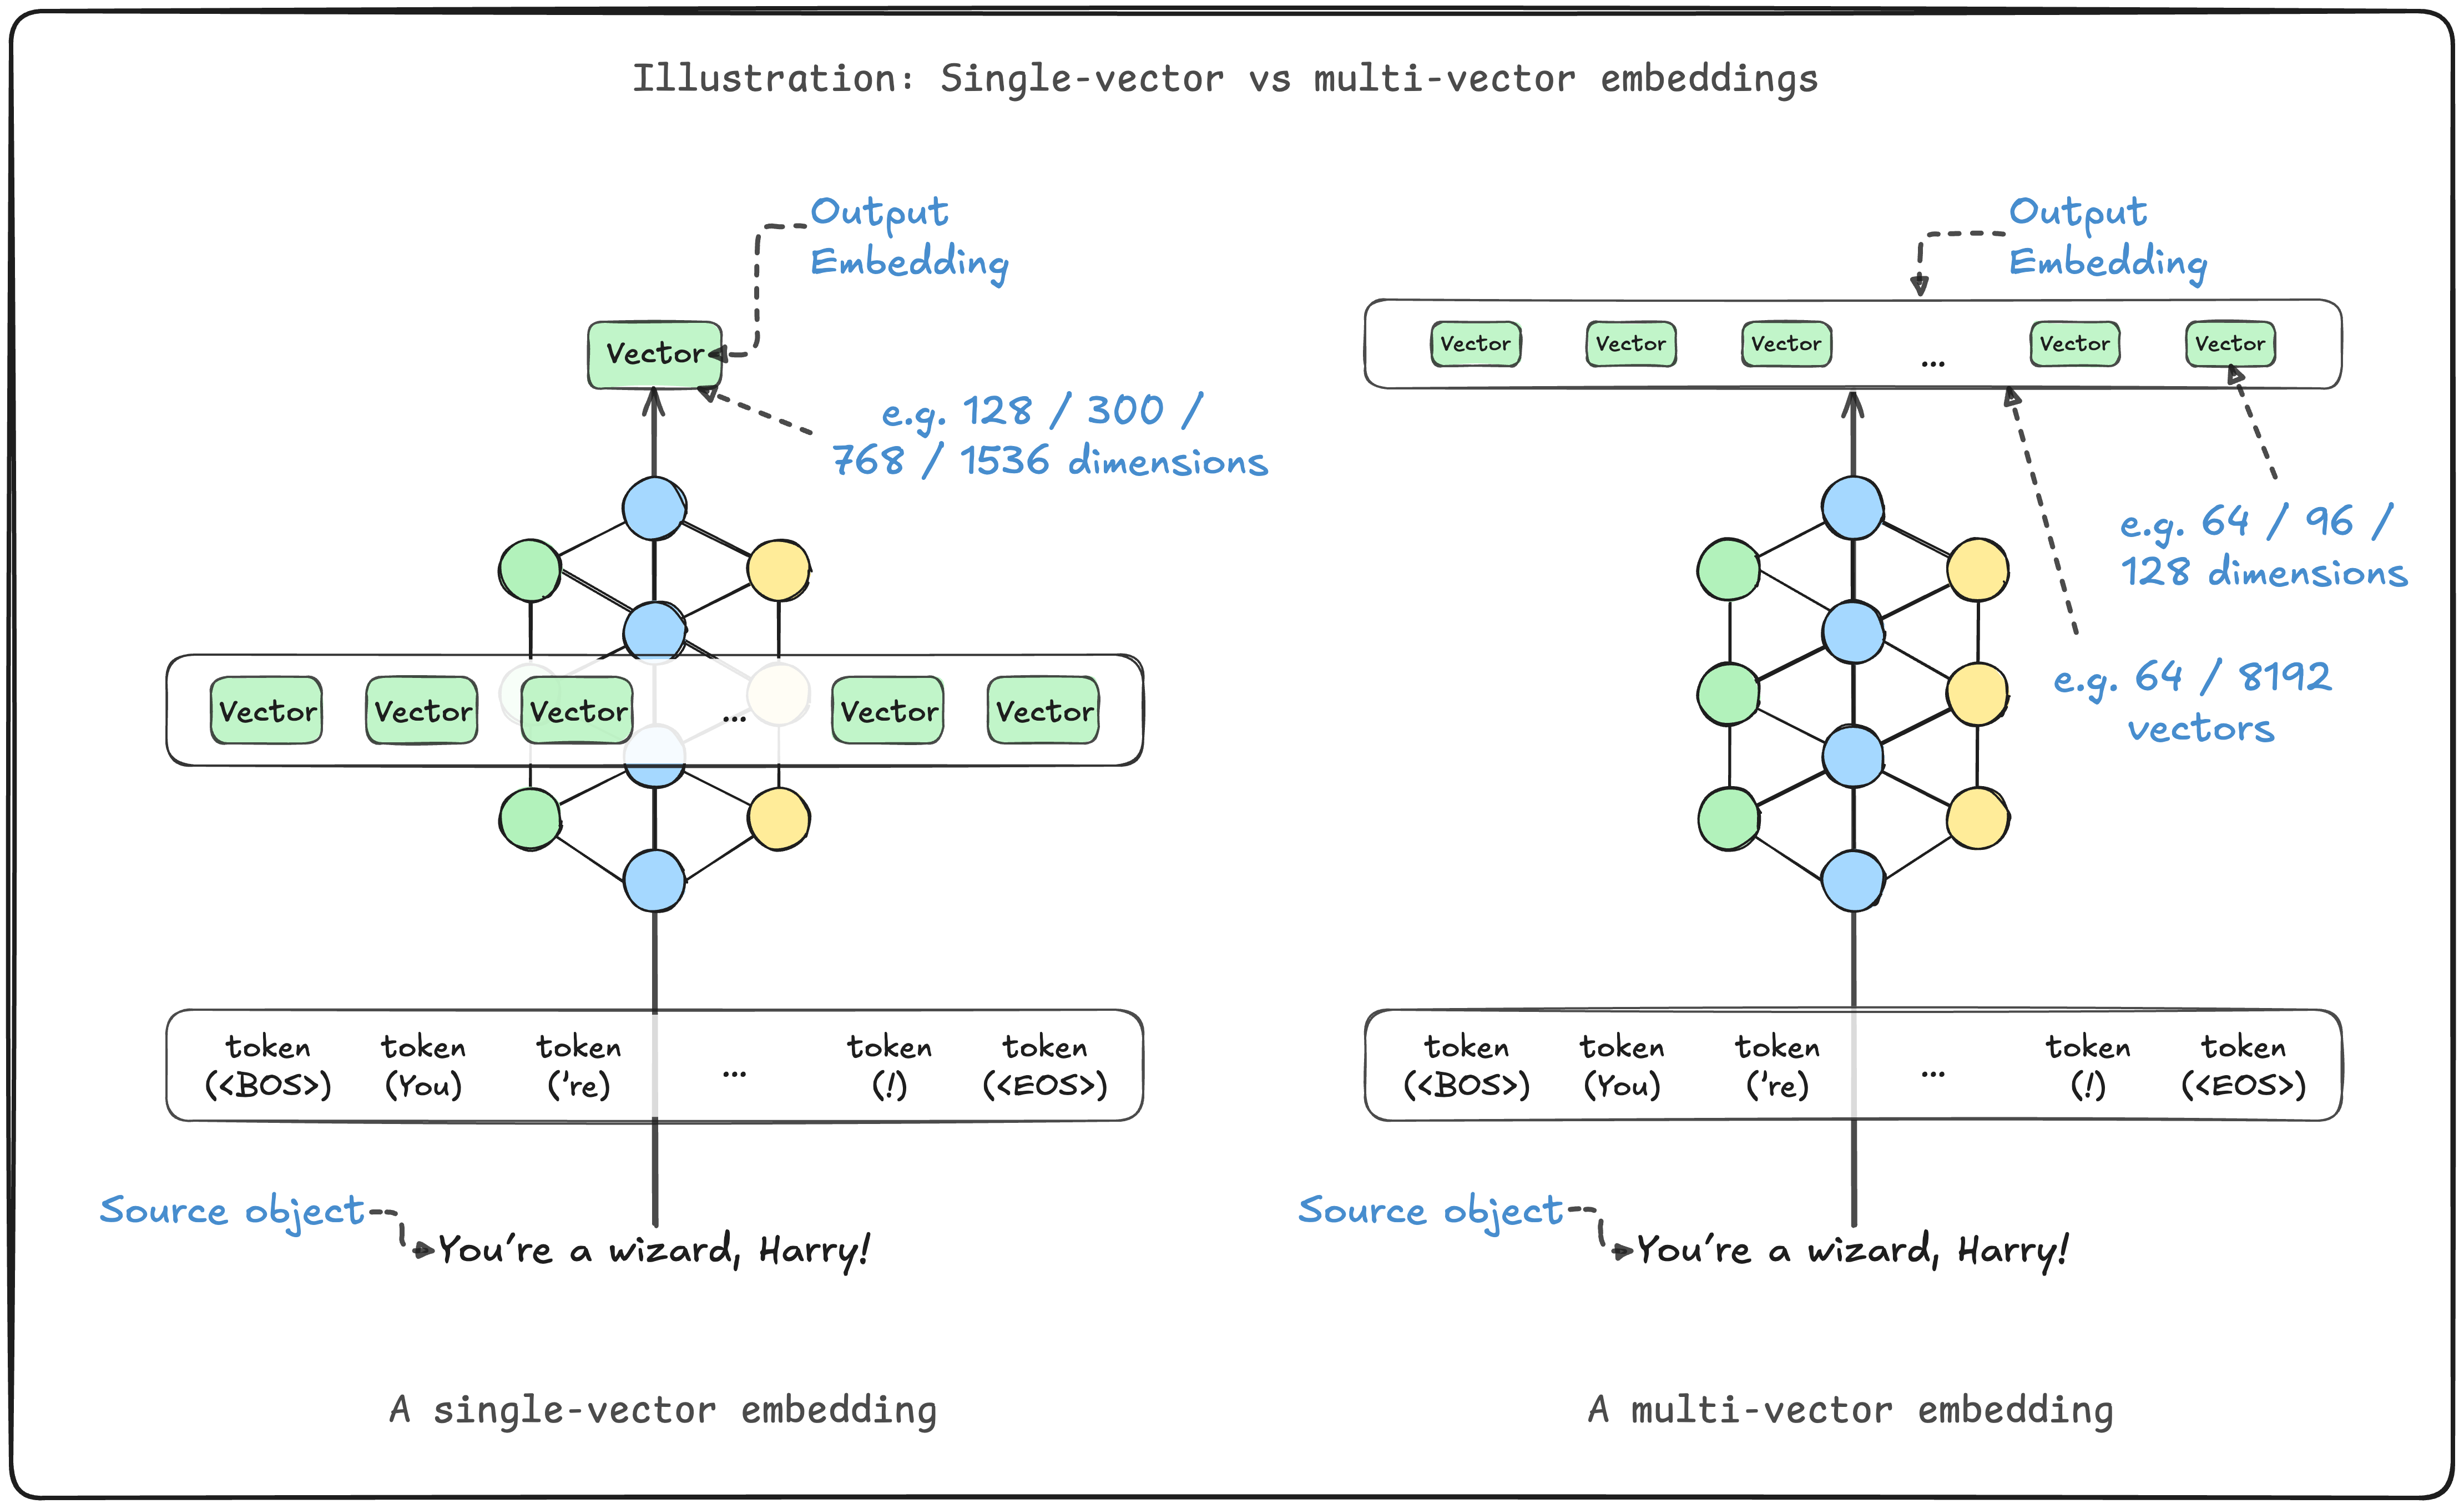 Illustration: Single-vector vs multi-vector embeddings
Output
Embedding
Vector
e.g. 128 / 300 /
768 / 1536 dimensions
Vector Vector Vector ... Vector Vector
token token token ... token token
(<BOS>) (You) ('re) (!) (<EOS>)
Source object
You're a wizard, Harry!
A single-vector embedding
Output
Embedding
Vector Vector Vector ... Vector Vector
e.g. 64 / 96 /
128 dimensions
e.g. 64 / 8192
vectors
token token token ... token token
(<BOS>) (You) ('re) (!) (<EOS>)
Source object
You're a wizard, Harry!
A multi-vector embedding